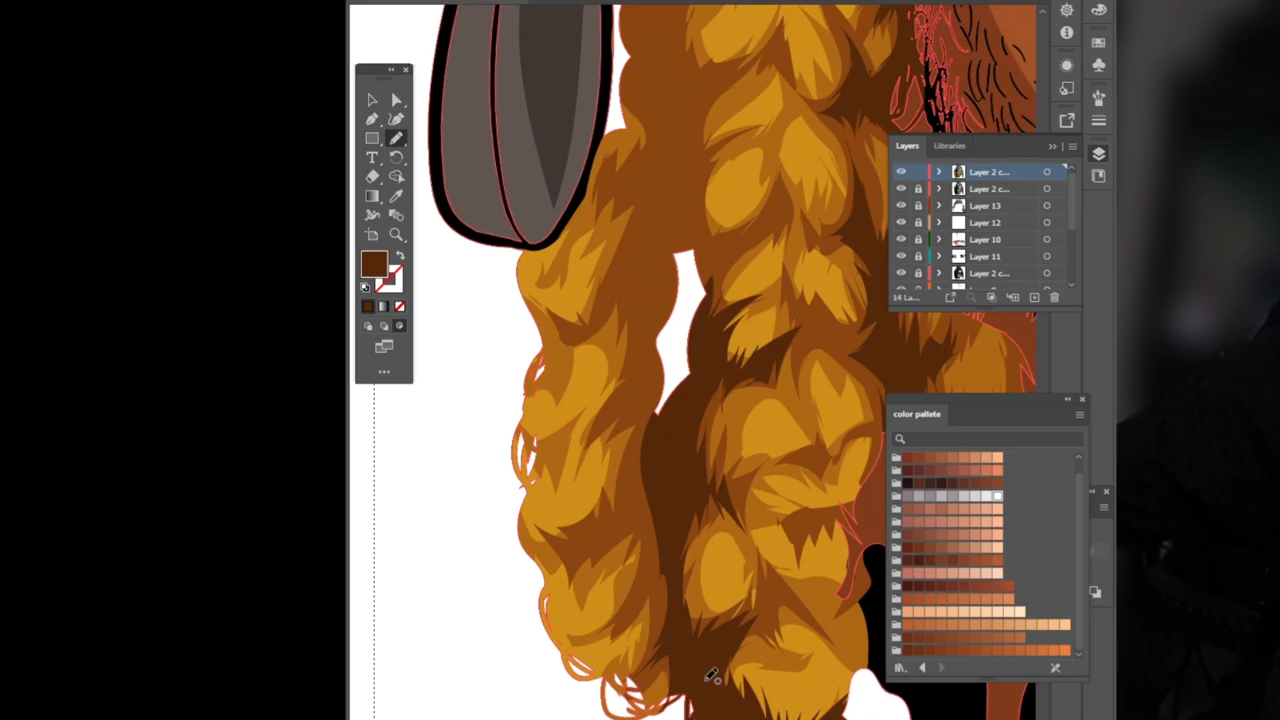 Layers Libraries
Layer 2 c...
Layer 2 c...
Layer 13
Layer 12
Layer 10
Layer 11
Layer 2 c...
14 La...
color pallete